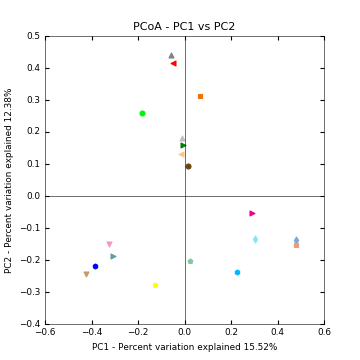 PCoA - PC1 vs PC2
0.5
0.4
0.3
0.2
0.1
0.0
−0.1
−0.2
−0.3
−0.4
PC2 - Percent variation explained 12.38%
−0.6 −0.4 −0.2 0.0 0.2 0.4 0.6
PC1 - Percent variation explained 15.52%